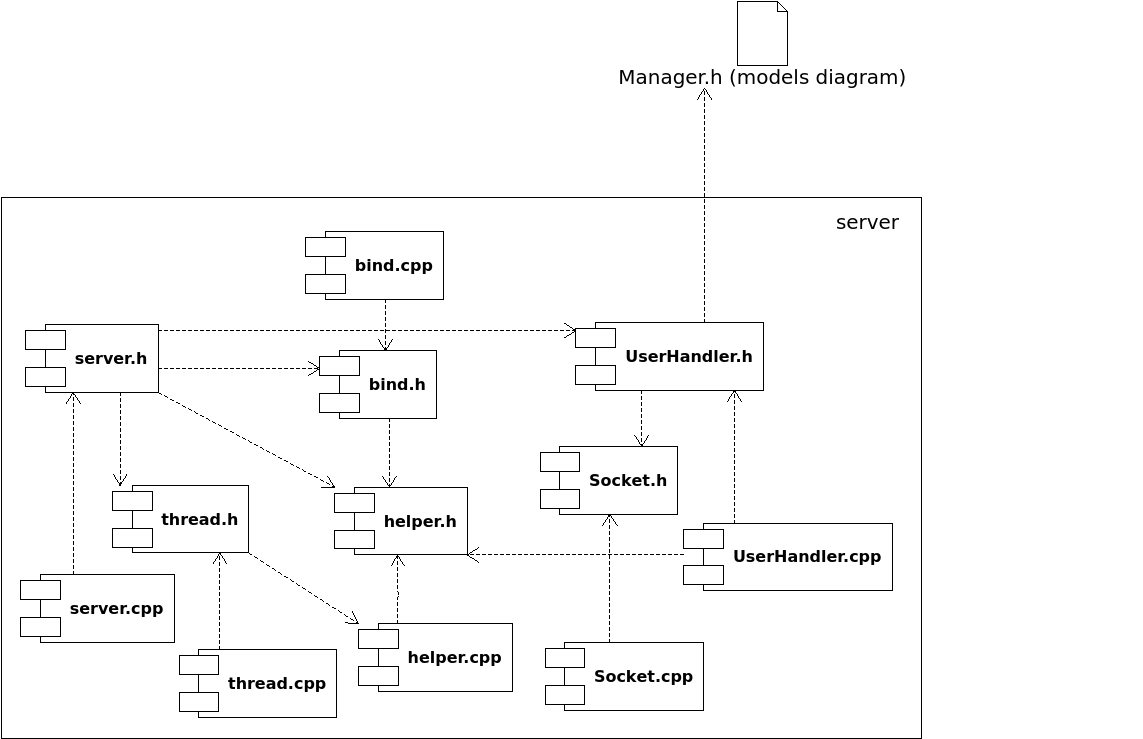 Manager.h (models diagram)
server
bind.cpp
server.h
bind.h
UserHandler.h
Socket.h
thread.h
helper.h
UserHandler.cpp
server.cpp
helper.cpp
Socket.cpp
thread.cpp